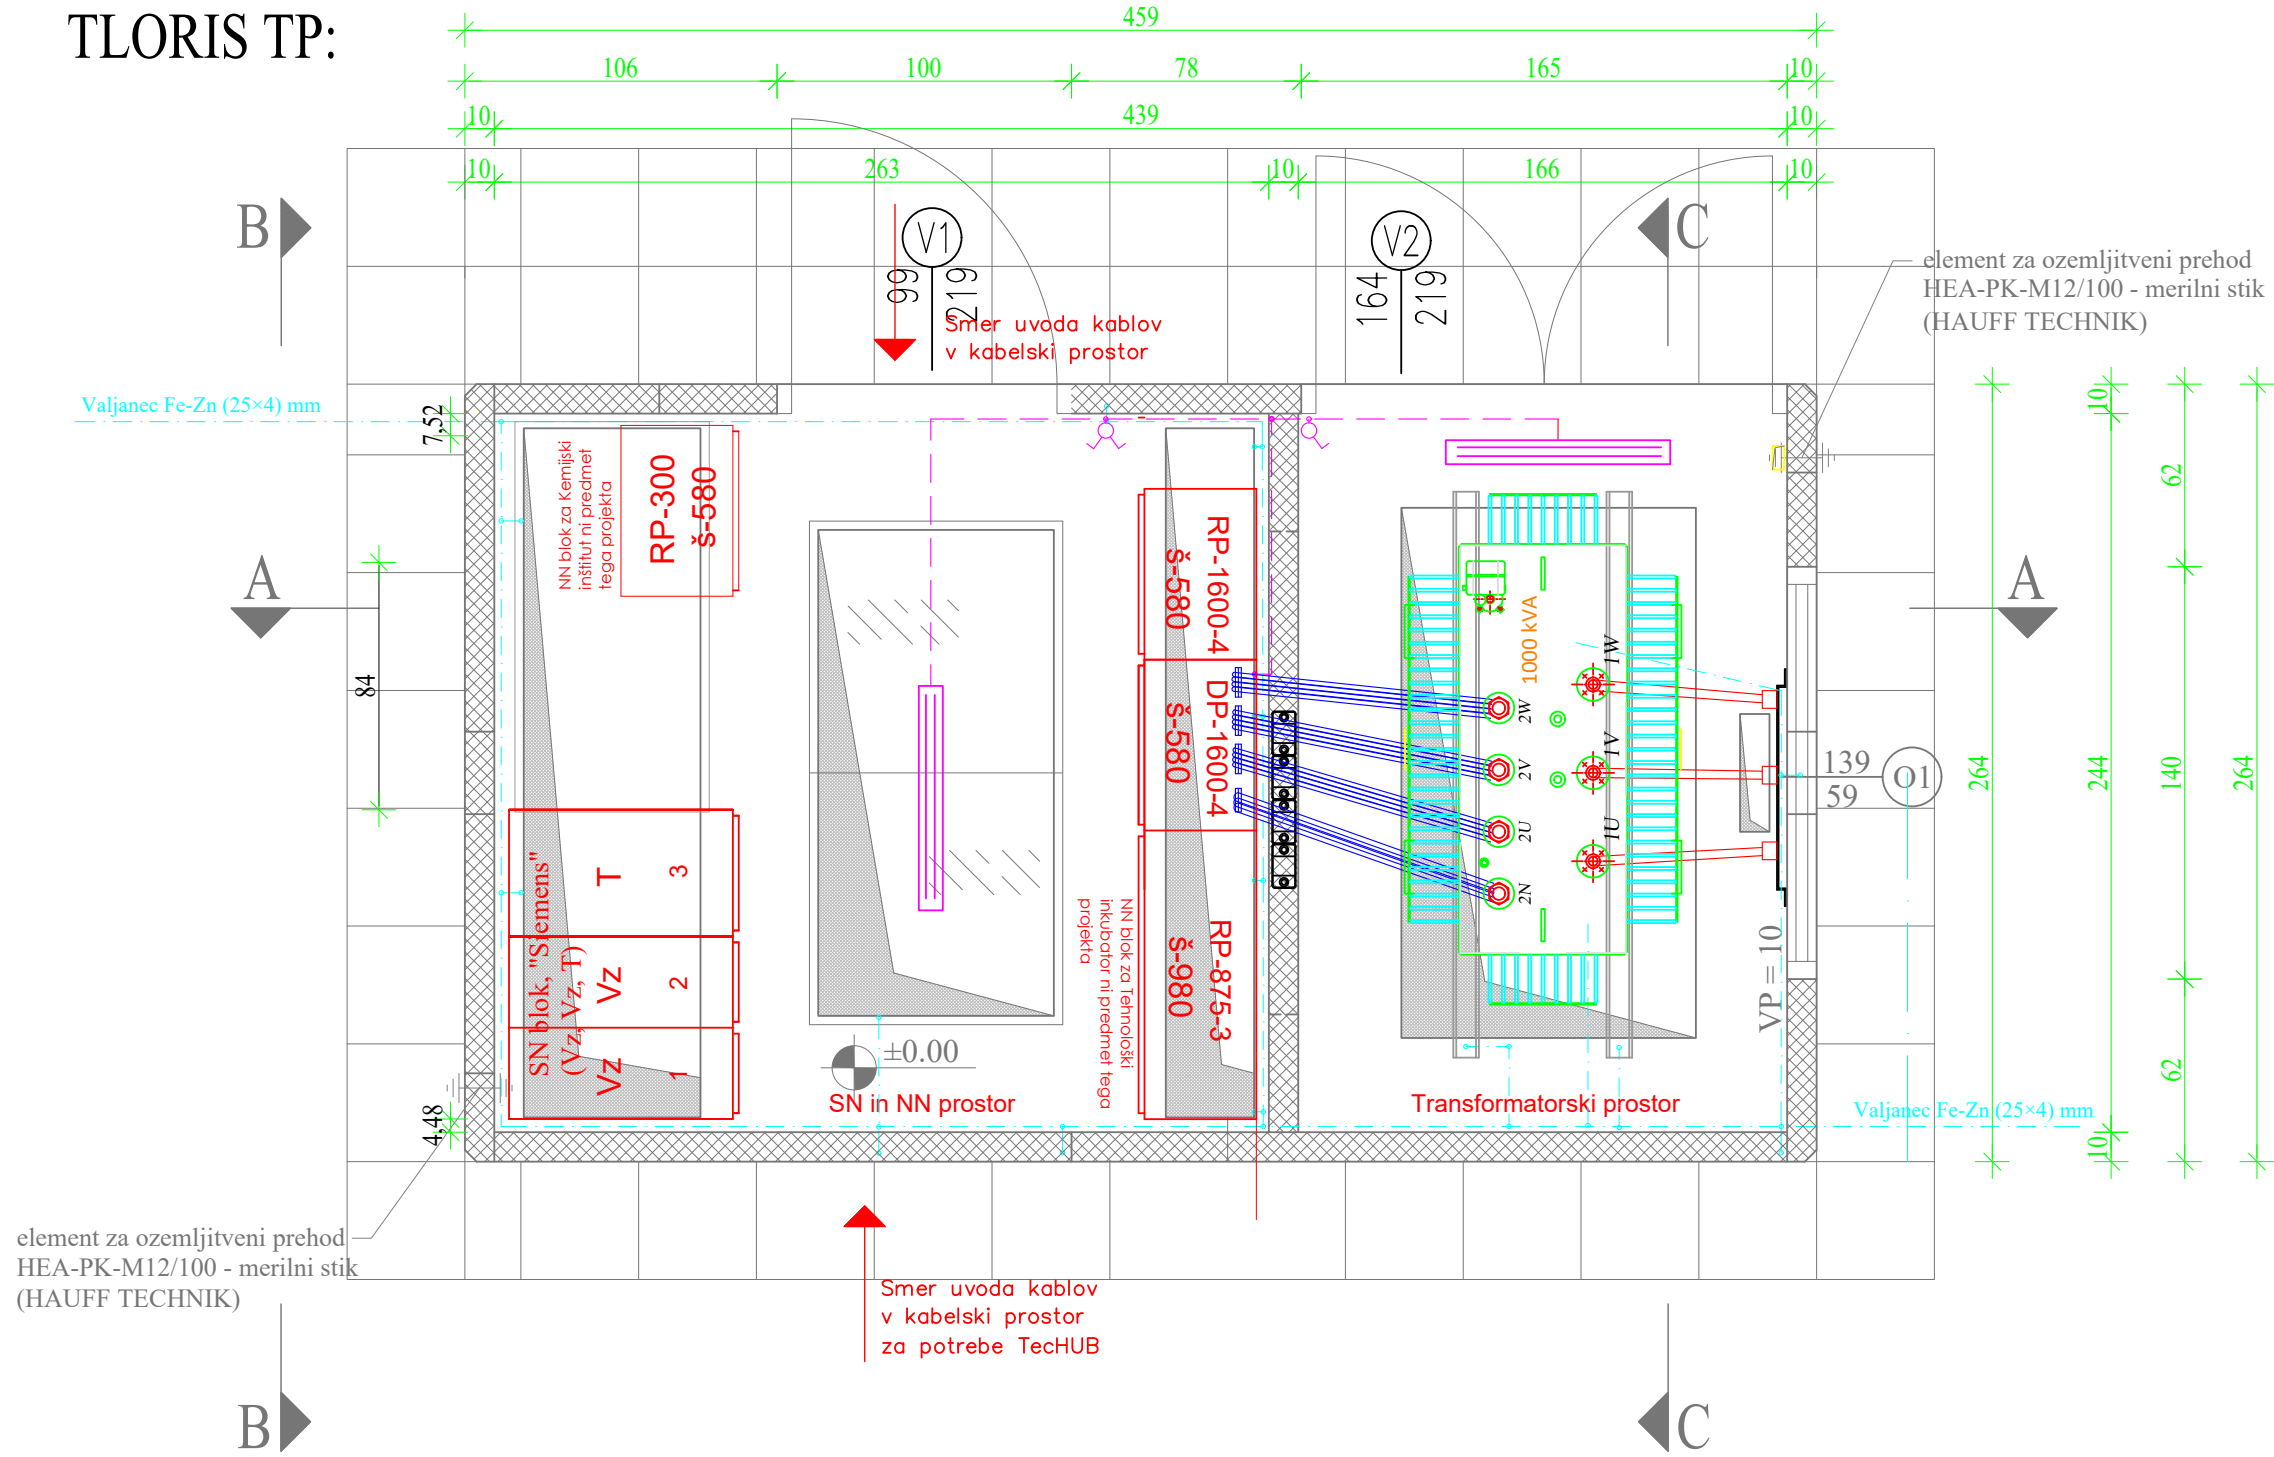 TLORIS TP:
459
106
100
78
165
10
10
439
10
10
263
10
166
10
B
V1
99
219
V2
164
219
C
Smer uvoda kablov
v kabelski prostor
element za ozemljitveni prehod
HEA-PK-M12/100 - merilni stik
(HAUFF TECHNIK)
Valjanec Fe-Zn (25×4) mm
7,52
84
4,48
A
A
NN blok za Kemijski
inštitut ni predmet
tega projekta
RP-300
š-580
RP-1600-4
š-580
DP-1600-4
š-580
RP-875-3
š-980
NN blok za Tehnološki
inkubator ni predmet tega
projekta
SN blok, "Siemens"
(Vz, Vz, T)
T
3
Vz
2
Vz
1
±0.00
SN in NN prostor
Transformatorski prostor
1000 kVA
1W
1V
1U
2W
2V
2U
2N
139
59
O1
VP = 10
264
10
244
10
62
140
62
264
Valjanec Fe-Zn (25×4) mm
element za ozemljitveni prehod
HEA-PK-M12/100 - merilni stik
(HAUFF TECHNIK)
Smer uvoda kablov
v kabelski prostor
za potrebe TecHUB
B
C